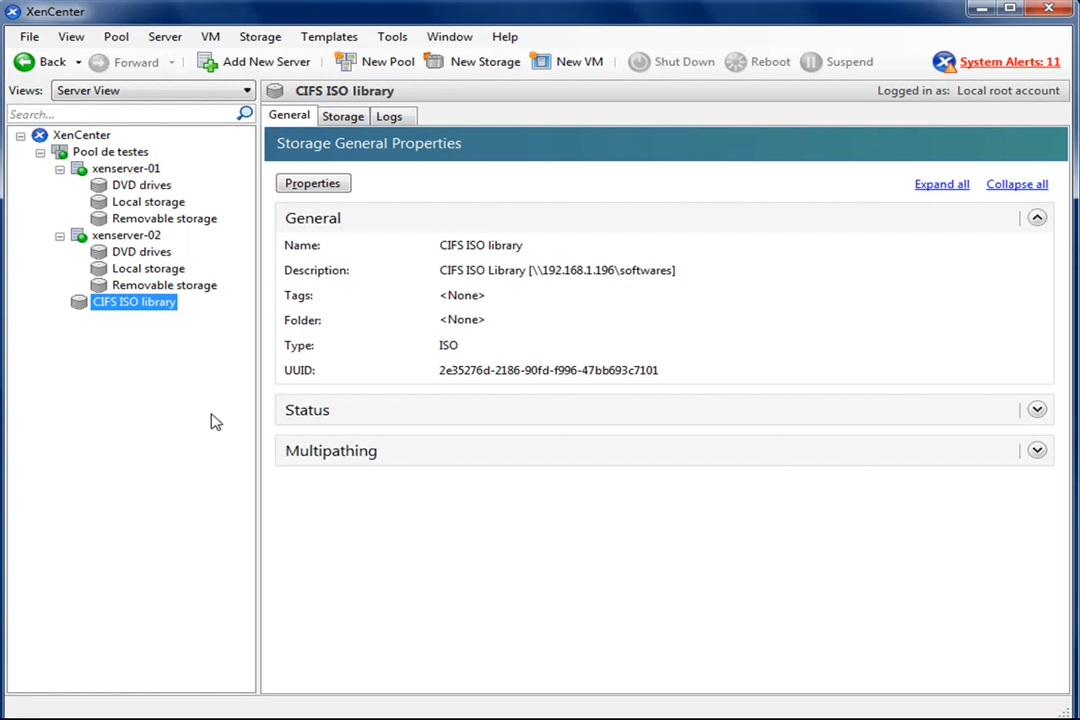 XenCenter
File View Pool Server VM Storage Templates Tools Window Help
Back Forward Add New Server New Pool New Storage New VM Shut Down Reboot Suspend System Alerts: 11
Views: Server View
CIFS ISO library
Logged in as: Local root account
Search...
General Storage Logs
XenCenter
Pool de testes
xenserver-01
DVD drives
Local storage
Removable storage
xenserver-02
DVD drives
Local storage
Removable storage
CIFS ISO library
Storage General Properties
Properties
Expand all Collapse all
General
Name: CIFS ISO library
Description: CIFS ISO Library [\\192.168.1.196\softwares]
Tags: <None>
Folder: <None>
Type: ISO
UUID: 2e35276d-2186-90fd-f996-47bb693c7101
Status
Multipathing